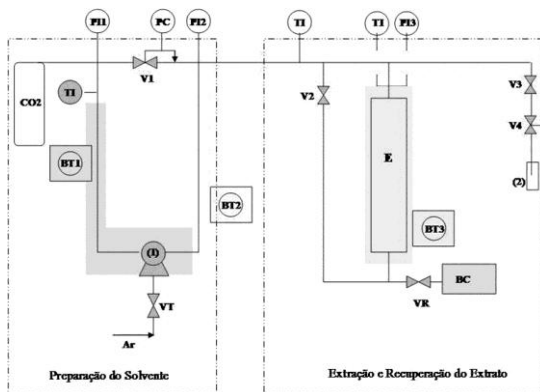 PI1
PC
PI2
TI
TI
PI3
V1
CO2
TI
V2
V3
V4
BT1
E
(2)
BT2
BT3
(1)
VT
VR
BC
Ar
Preparação do Solvente
Extração e Recuperação do Extrato